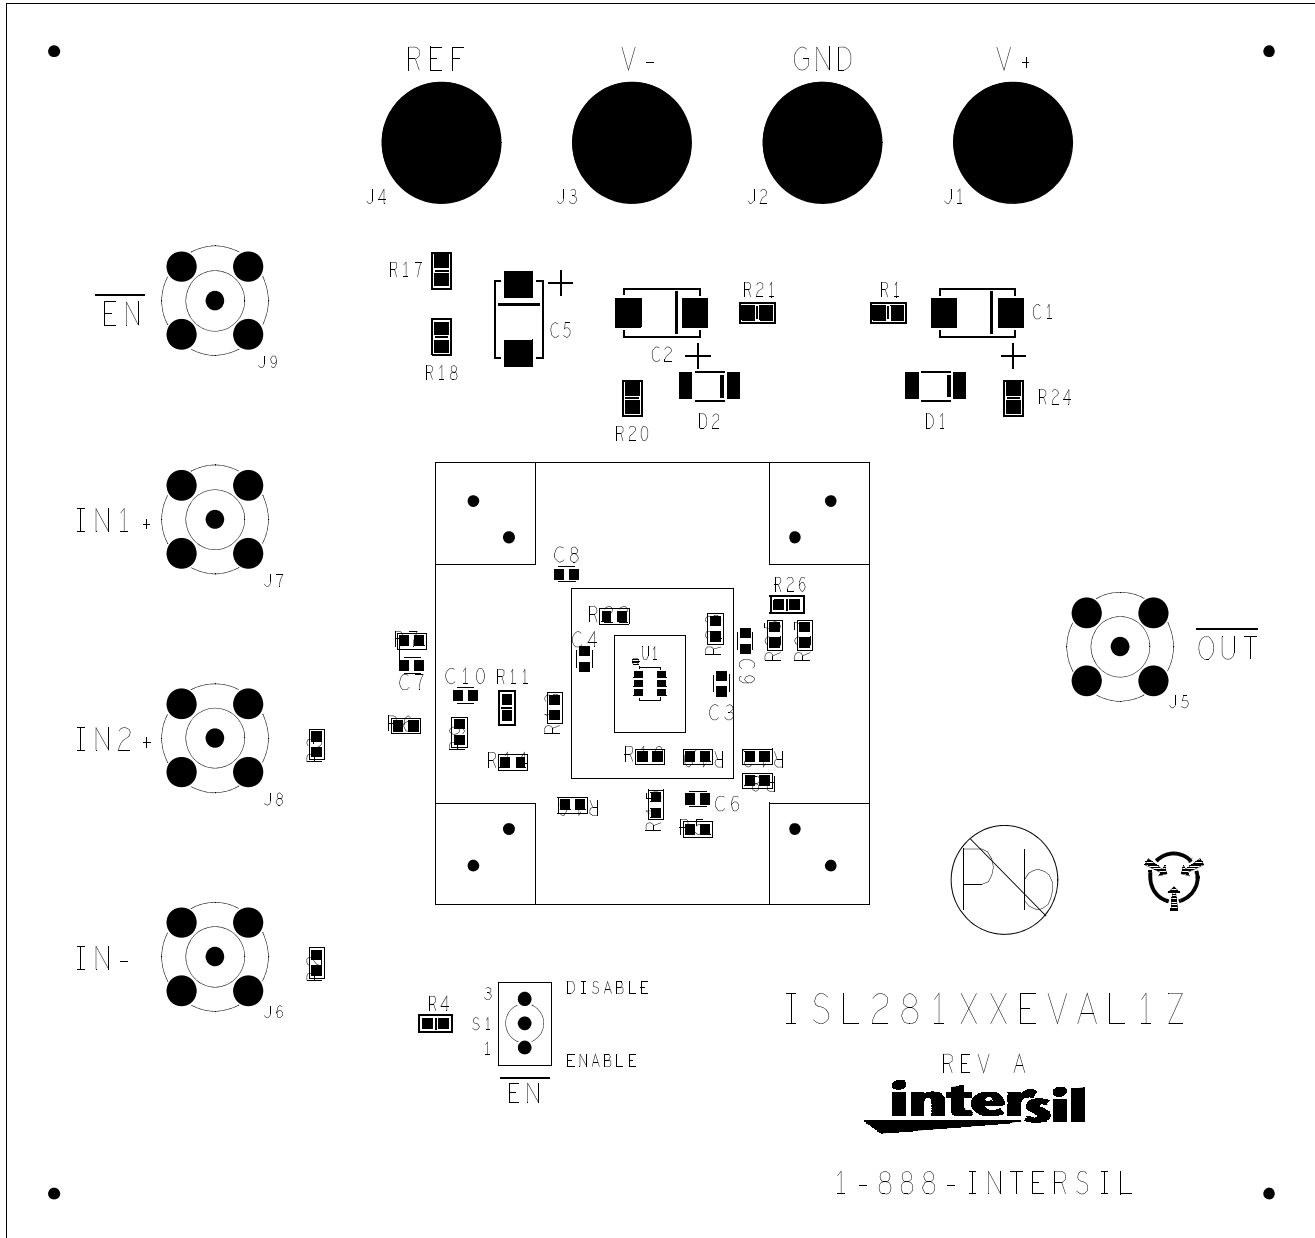 REF
V-
GND
V+
J4
J3
J2
J1
R17
R21
R1
EN
C5
C1
J9
R18
C2
R24
R20
D2
D1
IN1+
J7
C8
R26
C4
U1
OUT
C7
C10
R11
C9
C3
J5
IN2+
J8
C6
Pb
IN-
J6
R4
3
S1
1
DISABLE
ENABLE
EN
ISL281XXEVAL1Z
REV A
intersil
1-888-INTERSIL